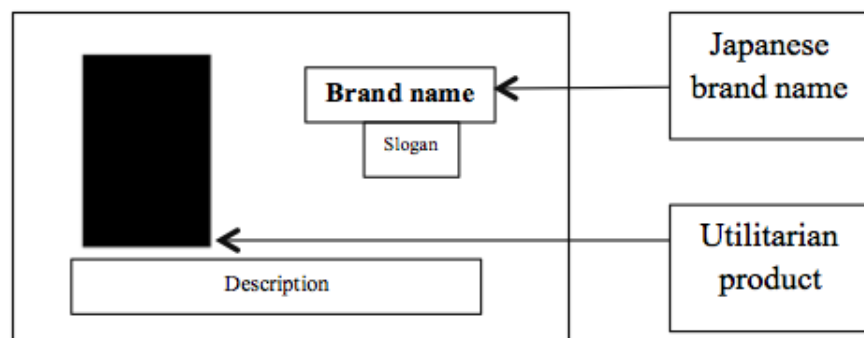 Brand name
Slogan
Description
Japanese
brand name
Utilitarian
product